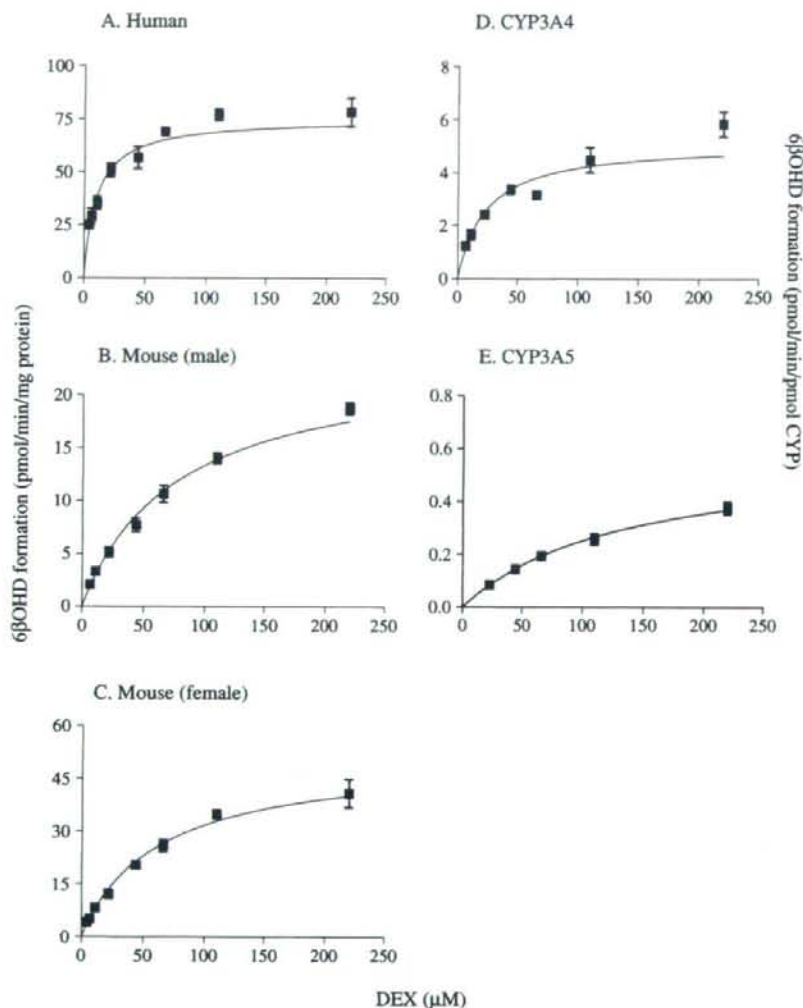 A. Human
100
75
50
25
0
0 50 100 150 200 250
D. CYP3A4
8
6
4
2
0
0 50 100 150 200 250
B. Mouse (male)
20
15
10
5
0
0 50 100 150 200 250
E. CYP3A5
0.8
0.6
0.4
0.2
0.0
0 50 100 150 200 250
C. Mouse (female)
60
45
30
15
0
0 50 100 150 200 250
6βOHD formation (pmol/min/mg protein)
6βOHD formation (pmol/min/pmol CYP)
DEX (µM)